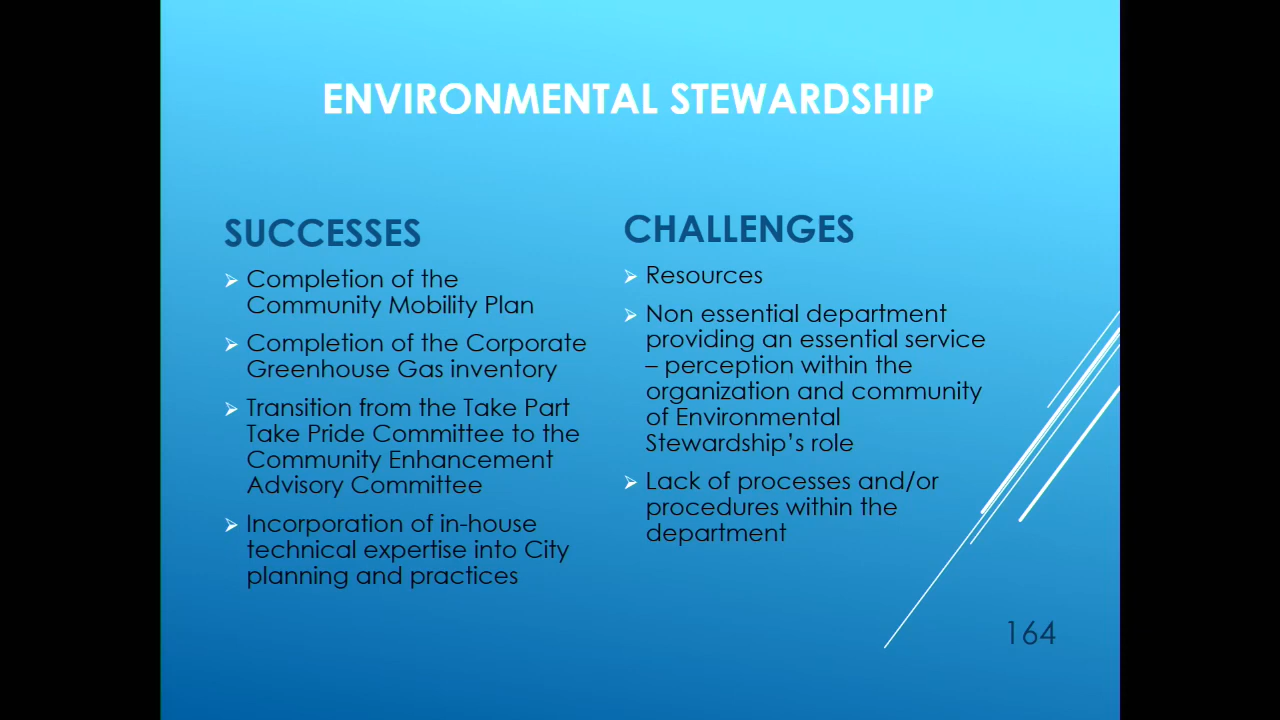 ENVIRONMENTAL STEWARDSHIP
SUCCESSES
Completion of the
Community Mobility Plan
Completion of the Corporate
Greenhouse Gas inventory
Transition from the Take Part
Take Pride Committee to the
Community Enhancement
Advisory Committee
Incorporation of in-house
technical expertise into City
planning and practices
CHALLENGES
Resources
Non essential department
providing an essential service
– perception within the
organization and community
of Environmental
Stewardship’s role
Lack of processes and/or
procedures within the
department
164